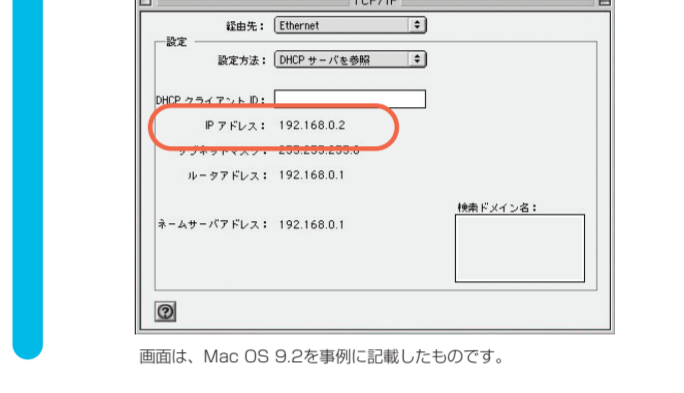 TCP/IP
経由先： Ethernet
設定
設定方法： DHCP サーバを参照
DHCP クライアント ID：
IP アドレス： 192.168.0.2
サブネットマスク： 255.255.255.0
ルータアドレス： 192.168.0.1
検索ドメイン名：
ネームサーバアドレス： 192.168.0.1
?
画面は、Mac OS 9.2を事例に記載したものです。